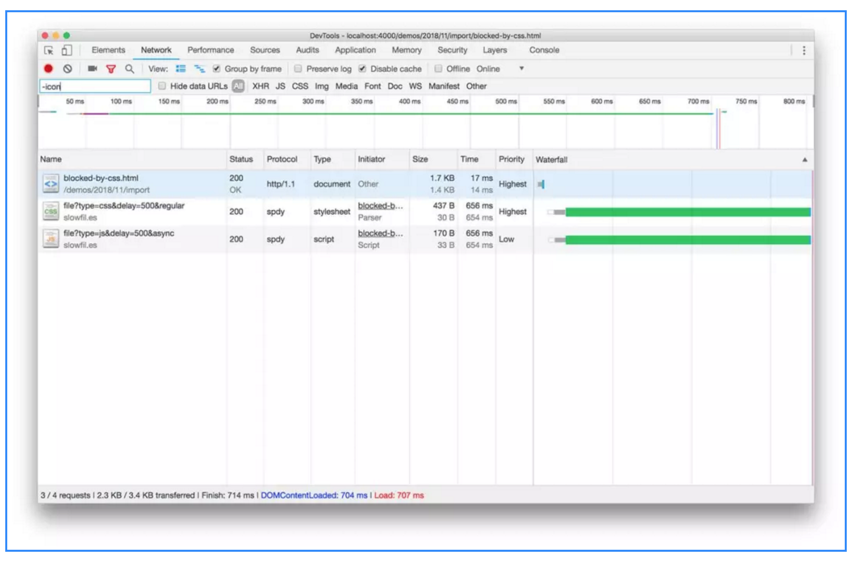 DevTools - localhost:4000/demos/2018/11/import/blocked-by-css.html
Elements Network Performance Sources Audits Application Memory Security Layers Console
View: Group by frame Preserve log Disable cache Offline Online
-icon Hide data URLs All XHR JS CSS Img Media Font Doc WS Manifest Other
50 ms 100 ms 150 ms 200 ms 250 ms 300 ms 350 ms 400 ms 450 ms 500 ms 550 ms 600 ms 650 ms 700 ms 750 ms 800 ms
Name Status Protocol Type Initiator Size Time Priority Waterfall
blocked-by-css.html 200 http/1.1 document Other 1.7 KB 17 ms Highest
/demos/2018/11/import OK 1.4 KB 14 ms
file?type=css&delay=500&regular 200 spdy stylesheet blocked-b... 437 B 656 ms Highest
slowfil.es Parser 30 B 654 ms
file?type=js&delay=500&async 200 spdy script blocked-b... 170 B 656 ms Low
slowfil.es Script 33 B 654 ms
3 / 4 requests | 2.3 KB / 3.4 KB transferred | Finish: 714 ms | DOMContentLoaded: 704 ms | Load: 707 ms